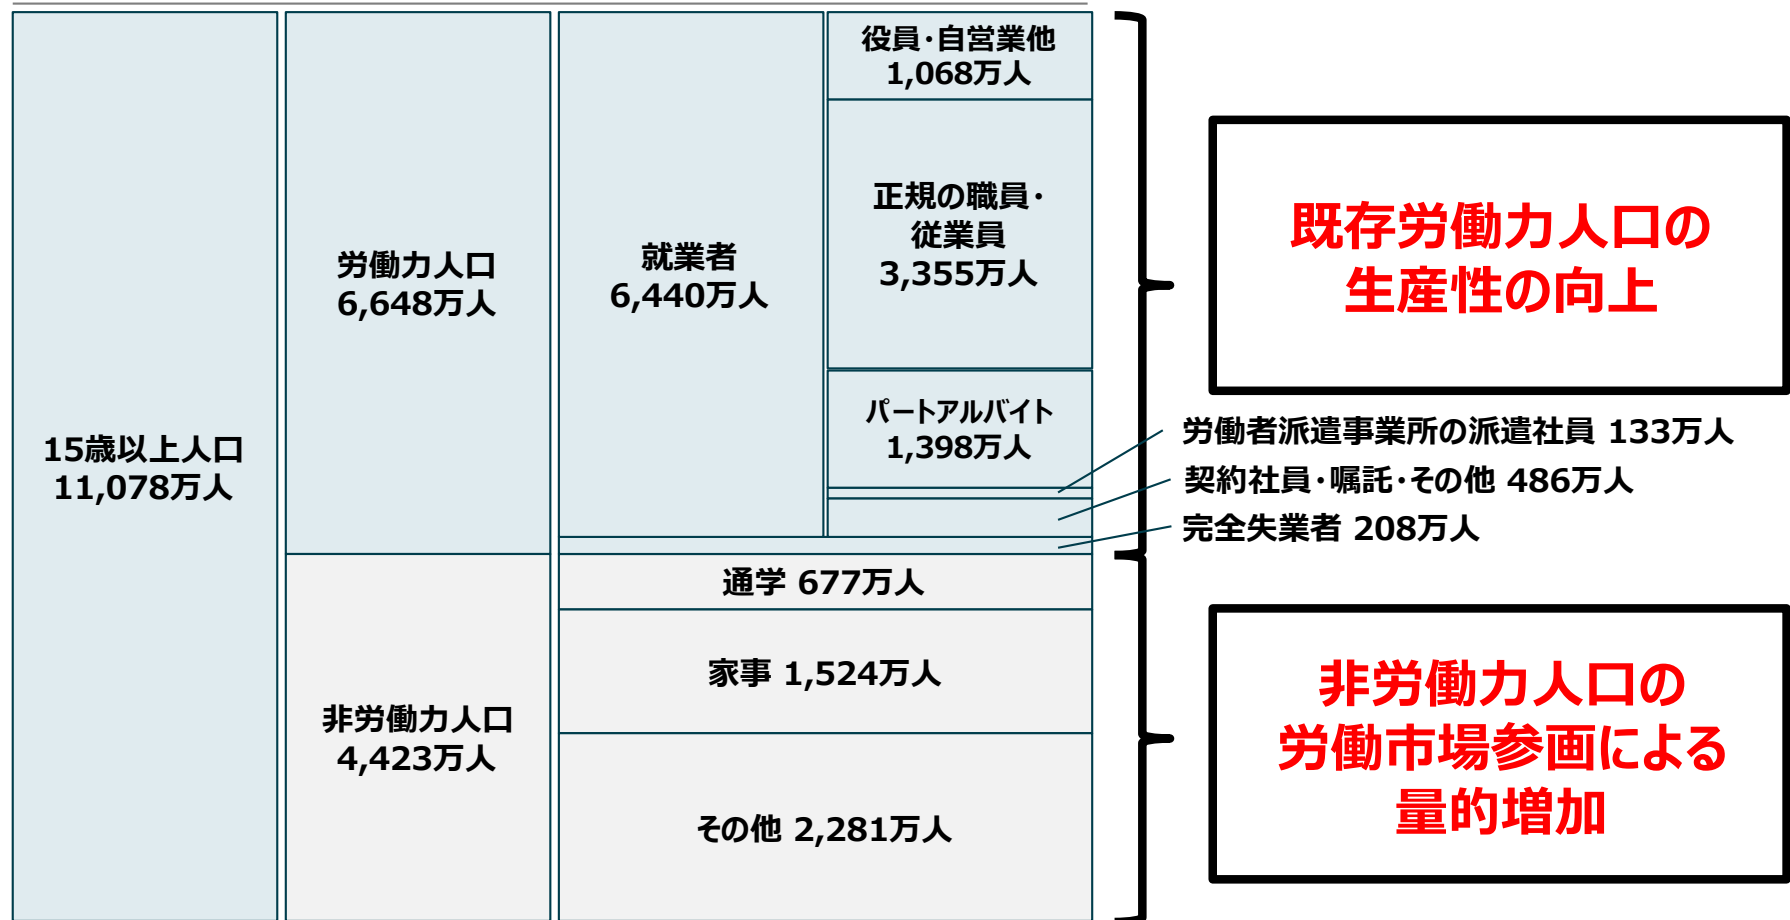 15歳以上人口
11,078万人
労働力人口
6,648万人
非労働力人口
4,423万人
就業者
6,440万人
役員・自営業他
1,068万人
正規の職員・
従業員
3,355万人
パートアルバイト
1,398万人
労働者派遣事業所の派遣社員 133万人
契約社員・嘱託・その他 486万人
完全失業者 208万人
通学 677万人
家事 1,524万人
その他 2,281万人
既存労働力人口の
生産性の向上
非労働力人口の
労働市場参画による
量的増加